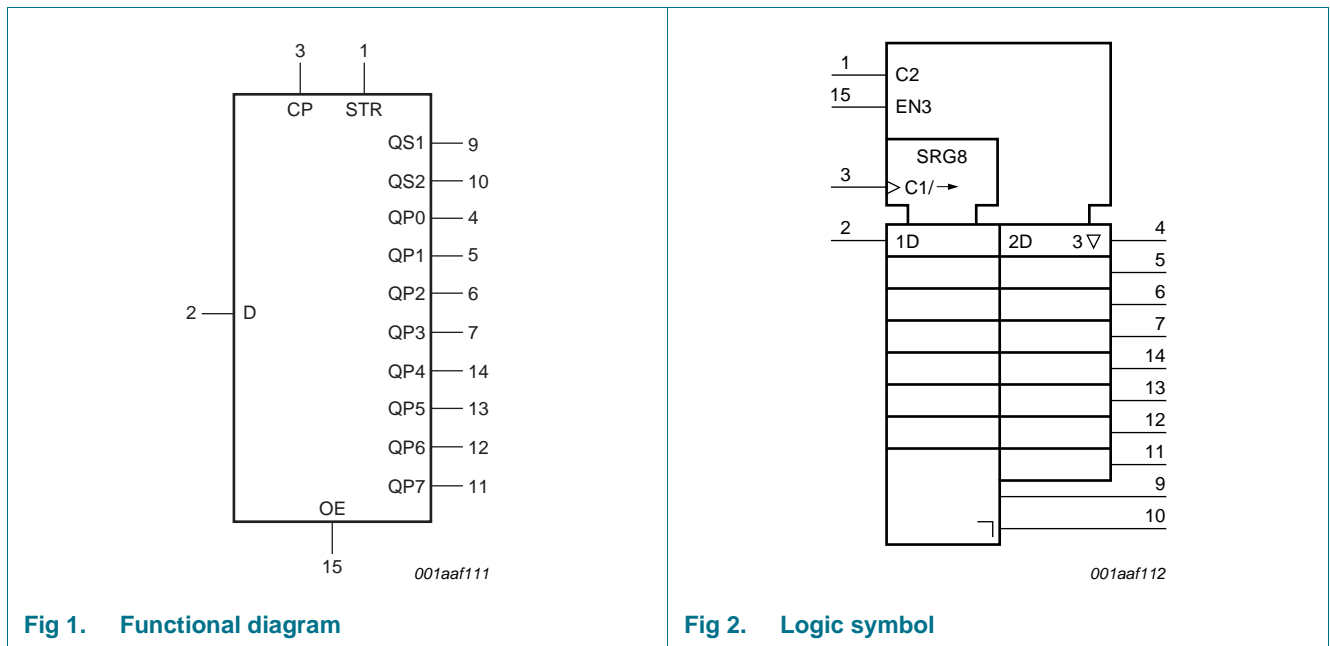 3 1
CP STR
QS1 9
QS2 10
QP0 4
QP1 5
QP2 6
QP3 7
2 D
QP4 14
QP5 13
QP6 12
QP7 11
OE
15
001aaf111
Fig 1. Functional diagram
1 C2
15 EN3
SRG8
3 C1/→
2 1D 2D 3▽ 4
5
6
7
14
13
12
11
9
10
001aaf112
Fig 2. Logic symbol